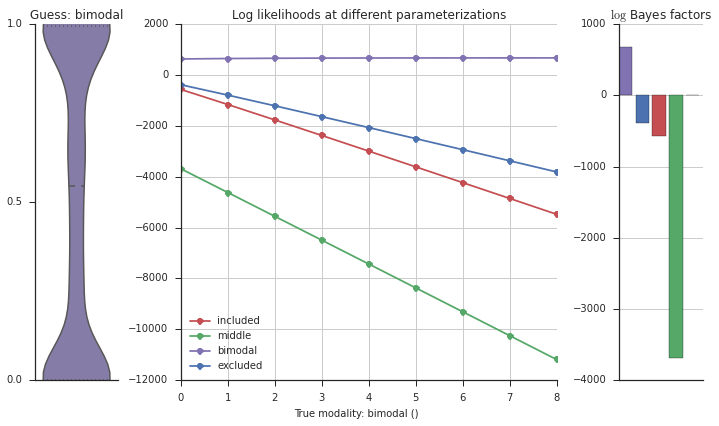 Guess: bimodal
1.0
0.5
0.0
Log likelihoods at different parameterizations
2000
0
−2000
−4000
−6000
−8000
−10000
−12000
included
middle
bimodal
excluded
0 1 2 3 4 5 6 7 8
True modality: bimodal ()
log Bayes factors
1000
0
−1000
−2000
−3000
−4000